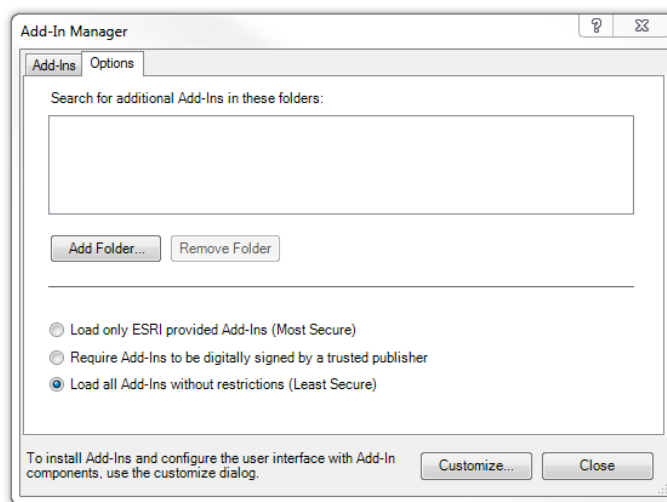 Add-In Manager
Add-Ins
Options
Search for additional Add-Ins in these folders:
Add Folder...
Remove Folder
Load only ESRI provided Add-Ins (Most Secure)
Require Add-Ins to be digitally signed by a trusted publisher
Load all Add-Ins without restrictions (Least Secure)
To install Add-Ins and configure the user interface with Add-In
components, use the customize dialog.
Customize...
Close